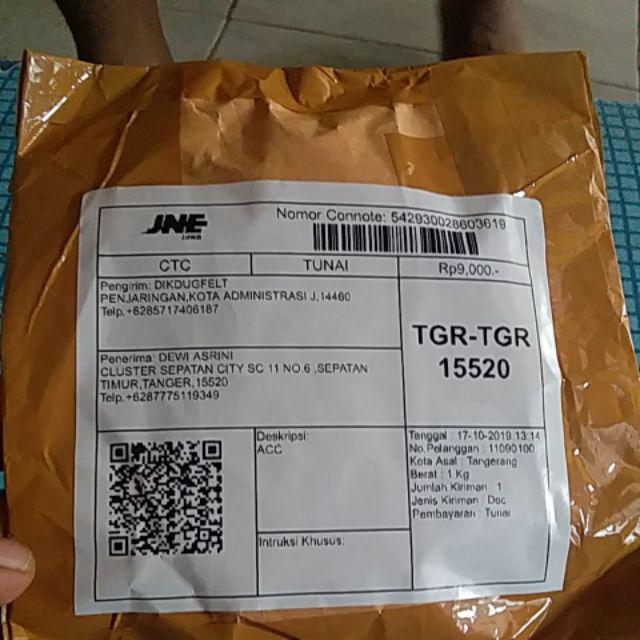 JNE
EXPRESS
Nomor Connote: 542930028603619
CTC
TUNAI
Rp9,000.-
Pengirim: DIKDUGFELT
PENJARINGAN,KOTA ADMINISTRASI J,14460
Telp.+6285717406187
TGR-TGR
15520
Penerima: DEWI ASRINI
CLUSTER SEPATAN CITY SC 11 NO.6 ,SEPATAN
TIMUR,TANGER,15520
Telp.+6287775119349
Deskripsi:
ACC
Intruksi Khusus:
Tanggal : 17-10-2019 13:14
No.Pelanggan : 11090100
Kota Asal : Tangerang
Berat : 1 Kg
Jumlah Kiriman : 1
Jenis Kiriman : Doc
Pembayaran : Tunai